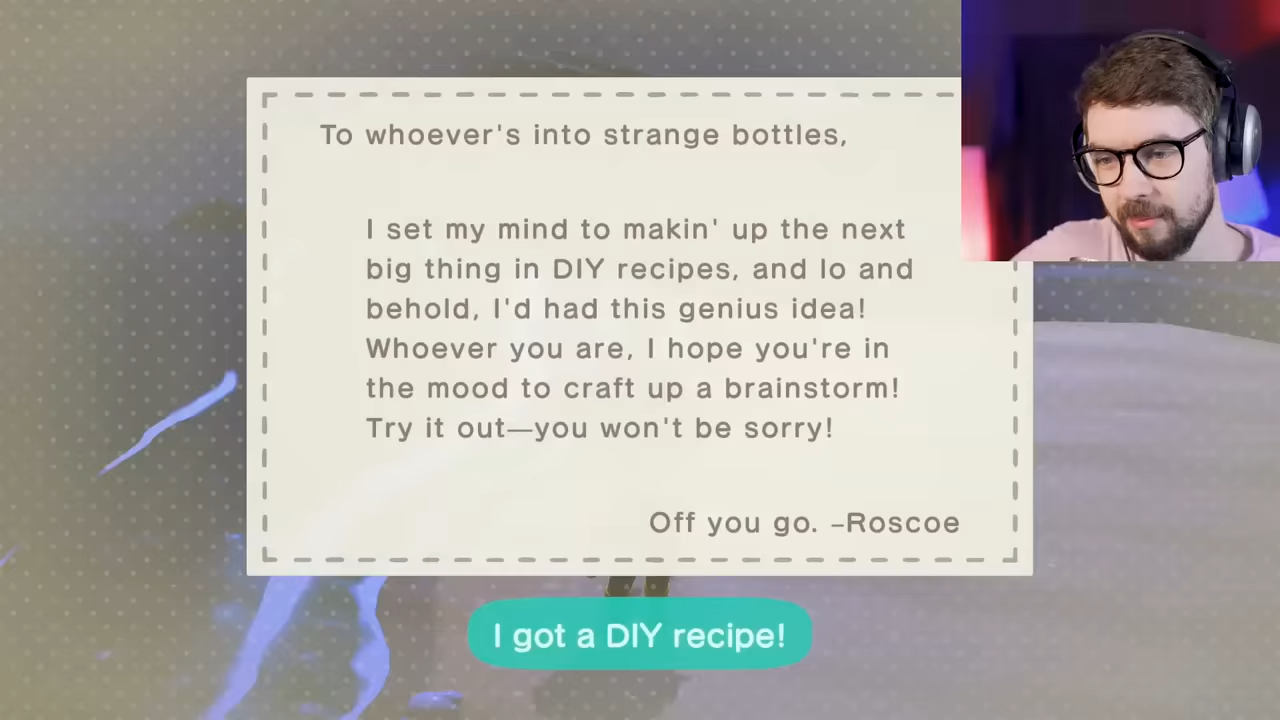 To whoever's into strange bottles,
I set my mind to makin' up the next
big thing in DIY recipes, and lo and
behold, I'd had this genius idea!
Whoever you are, I hope you're in
the mood to craft up a brainstorm!
Try it out—you won't be sorry!
Off you go. –Roscoe
I got a DIY recipe!